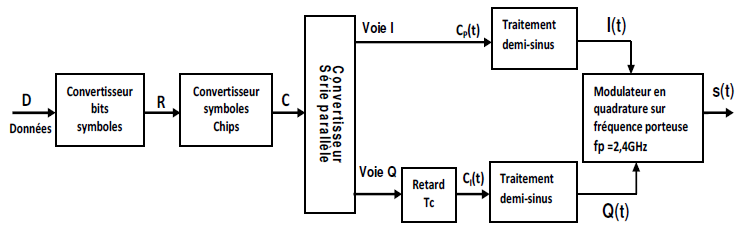 D
Données
Convertisseur
bits
symboles
R
Convertisseur
symboles
Chips
C
Convertisseur
Série parallèle
Voie I
Cp(t)
Traitement
demi-sinus
I(t)
Voie Q
Retard
Tc
Ci(t)
Traitement
demi-sinus
Q(t)
Modulateur en
quadrature sur
fréquence porteuse
fp =2,4GHz
s(t)